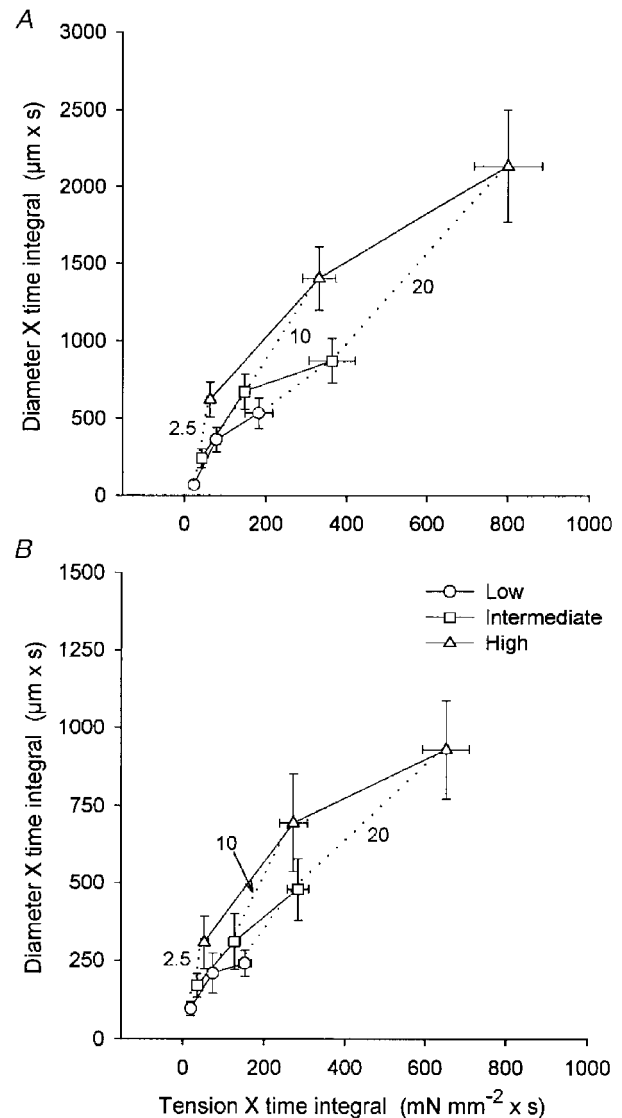 A
3000
2500
2000
1500
1000
500
0
Diameter X time integral (µm x s)
2.5
10
20
0 200 400 600 800 1000
B
1500
1250
1000
750
500
250
0
Diameter X time integral (µm x s)
Low
Intermediate
High
10
20
2.5
0 200 400 600 800 1000
Tension X time integral (mN mm⁻² x s)